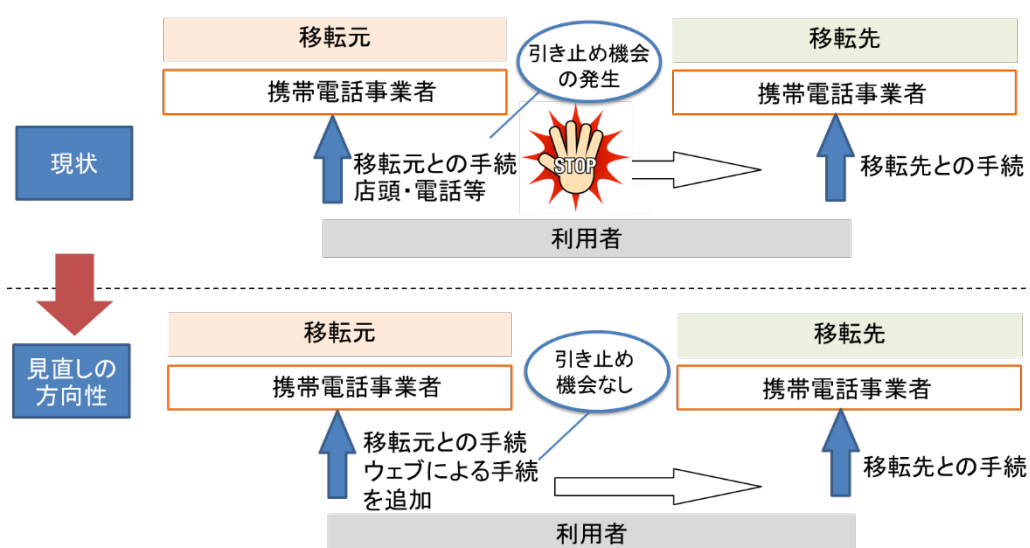 移転元
引き止め機会
の発生
移転先
携帯電話事業者
携帯電話事業者
現状
移転元との手続
店頭・電話等
STOP
移転先との手続
利用者
移転元
移転先
見直しの
方向性
引き止め
機会なし
携帯電話事業者
携帯電話事業者
移転元との手続
ウェブによる手続
を追加
移転先との手続
利用者